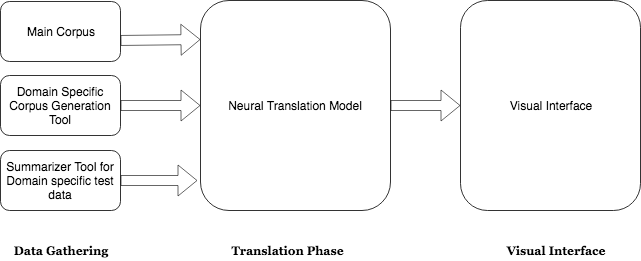 Main Corpus
Domain Specific
Corpus Generation
Tool
Summarizer Tool for
Domain specific test
data
Neural Translation Model
Visual Interface
Data Gathering
Translation Phase
Visual Interface